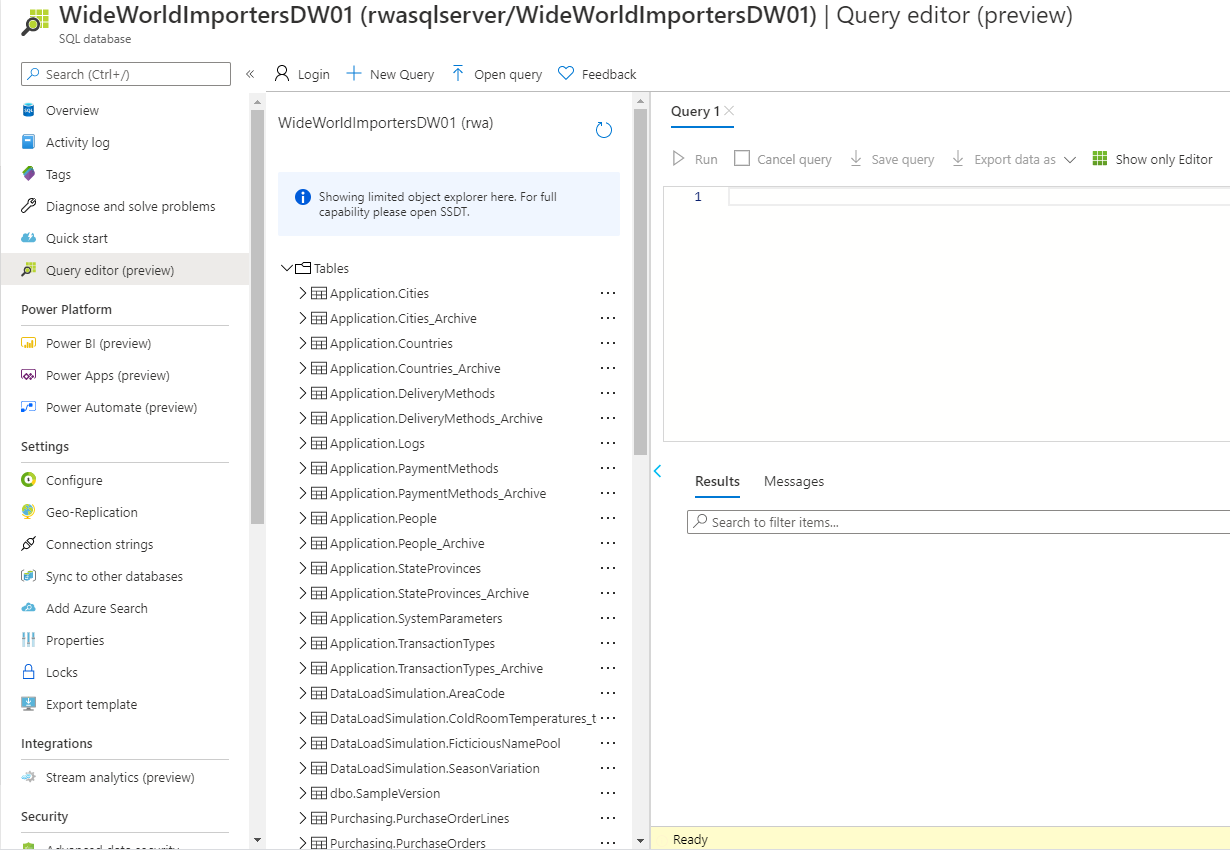 WideWorldImportersDW01 (rwasqlserver/WideWorldImportersDW01) | Query editor (preview)
SQL database
Search (Ctrl+/)
«
Overview
Activity log
Tags
Diagnose and solve problems
Quick start
Query editor (preview)
Power Platform
Power BI (preview)
Power Apps (preview)
Power Automate (preview)
Settings
Configure
Geo-Replication
Connection strings
Sync to other databases
Add Azure Search
Properties
Locks
Export template
Integrations
Stream analytics (preview)
Security
Advanced data security
Login
New Query
Open query
Feedback
WideWorldImportersDW01 (rwa)
Showing limited object explorer here. For full
capability please open SSDT.
Tables
Application.Cities
Application.Cities_Archive
Application.Countries
Application.Countries_Archive
Application.DeliveryMethods
Application.DeliveryMethods_Archive
Application.Logs
Application.PaymentMethods
Application.PaymentMethods_Archive
Application.People
Application.People_Archive
Application.StateProvinces
Application.StateProvinces_Archive
Application.SystemParameters
Application.TransactionTypes
Application.TransactionTypes_Archive
DataLoadSimulation.AreaCode
DataLoadSimulation.ColdRoomTemperatures_t
DataLoadSimulation.FicticiousNamePool
DataLoadSimulation.SeasonVariation
dbo.SampleVersion
Purchasing.PurchaseOrderLines
Purchasing.PurchaseOrders
Query 1
Run
Cancel query
Save query
Export data as
Show only Editor
1
Results
Messages
Search to filter items...
Ready